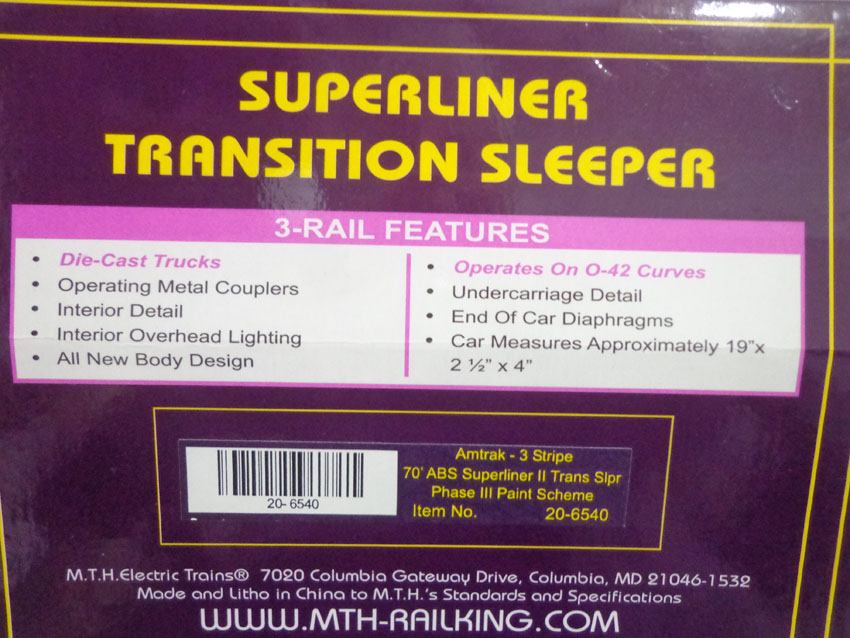 SUPERLINER
TRANSITION SLEEPER
3-RAIL FEATURES
• Die-Cast Trucks
• Operating Metal Couplers
• Interior Detail
• Interior Overhead Lighting
• All New Body Design
• Operates On O-42 Curves
• Undercarriage Detail
• End Of Car Diaphragms
• Car Measures Approximately 19"x
2 ½" x 4"
20-6540
Amtrak - 3 Stripe
70' ABS Superliner II Trans Slpr
Phase III Paint Scheme
Item No. 20-6540
M.T.H.Electric Trains® 7020 Columbia Gateway Drive, Columbia, MD 21046-1532
Made and Litho in China to M.T.H.'s Standards and Specifications
WWW.MTH-RAILKING.COM